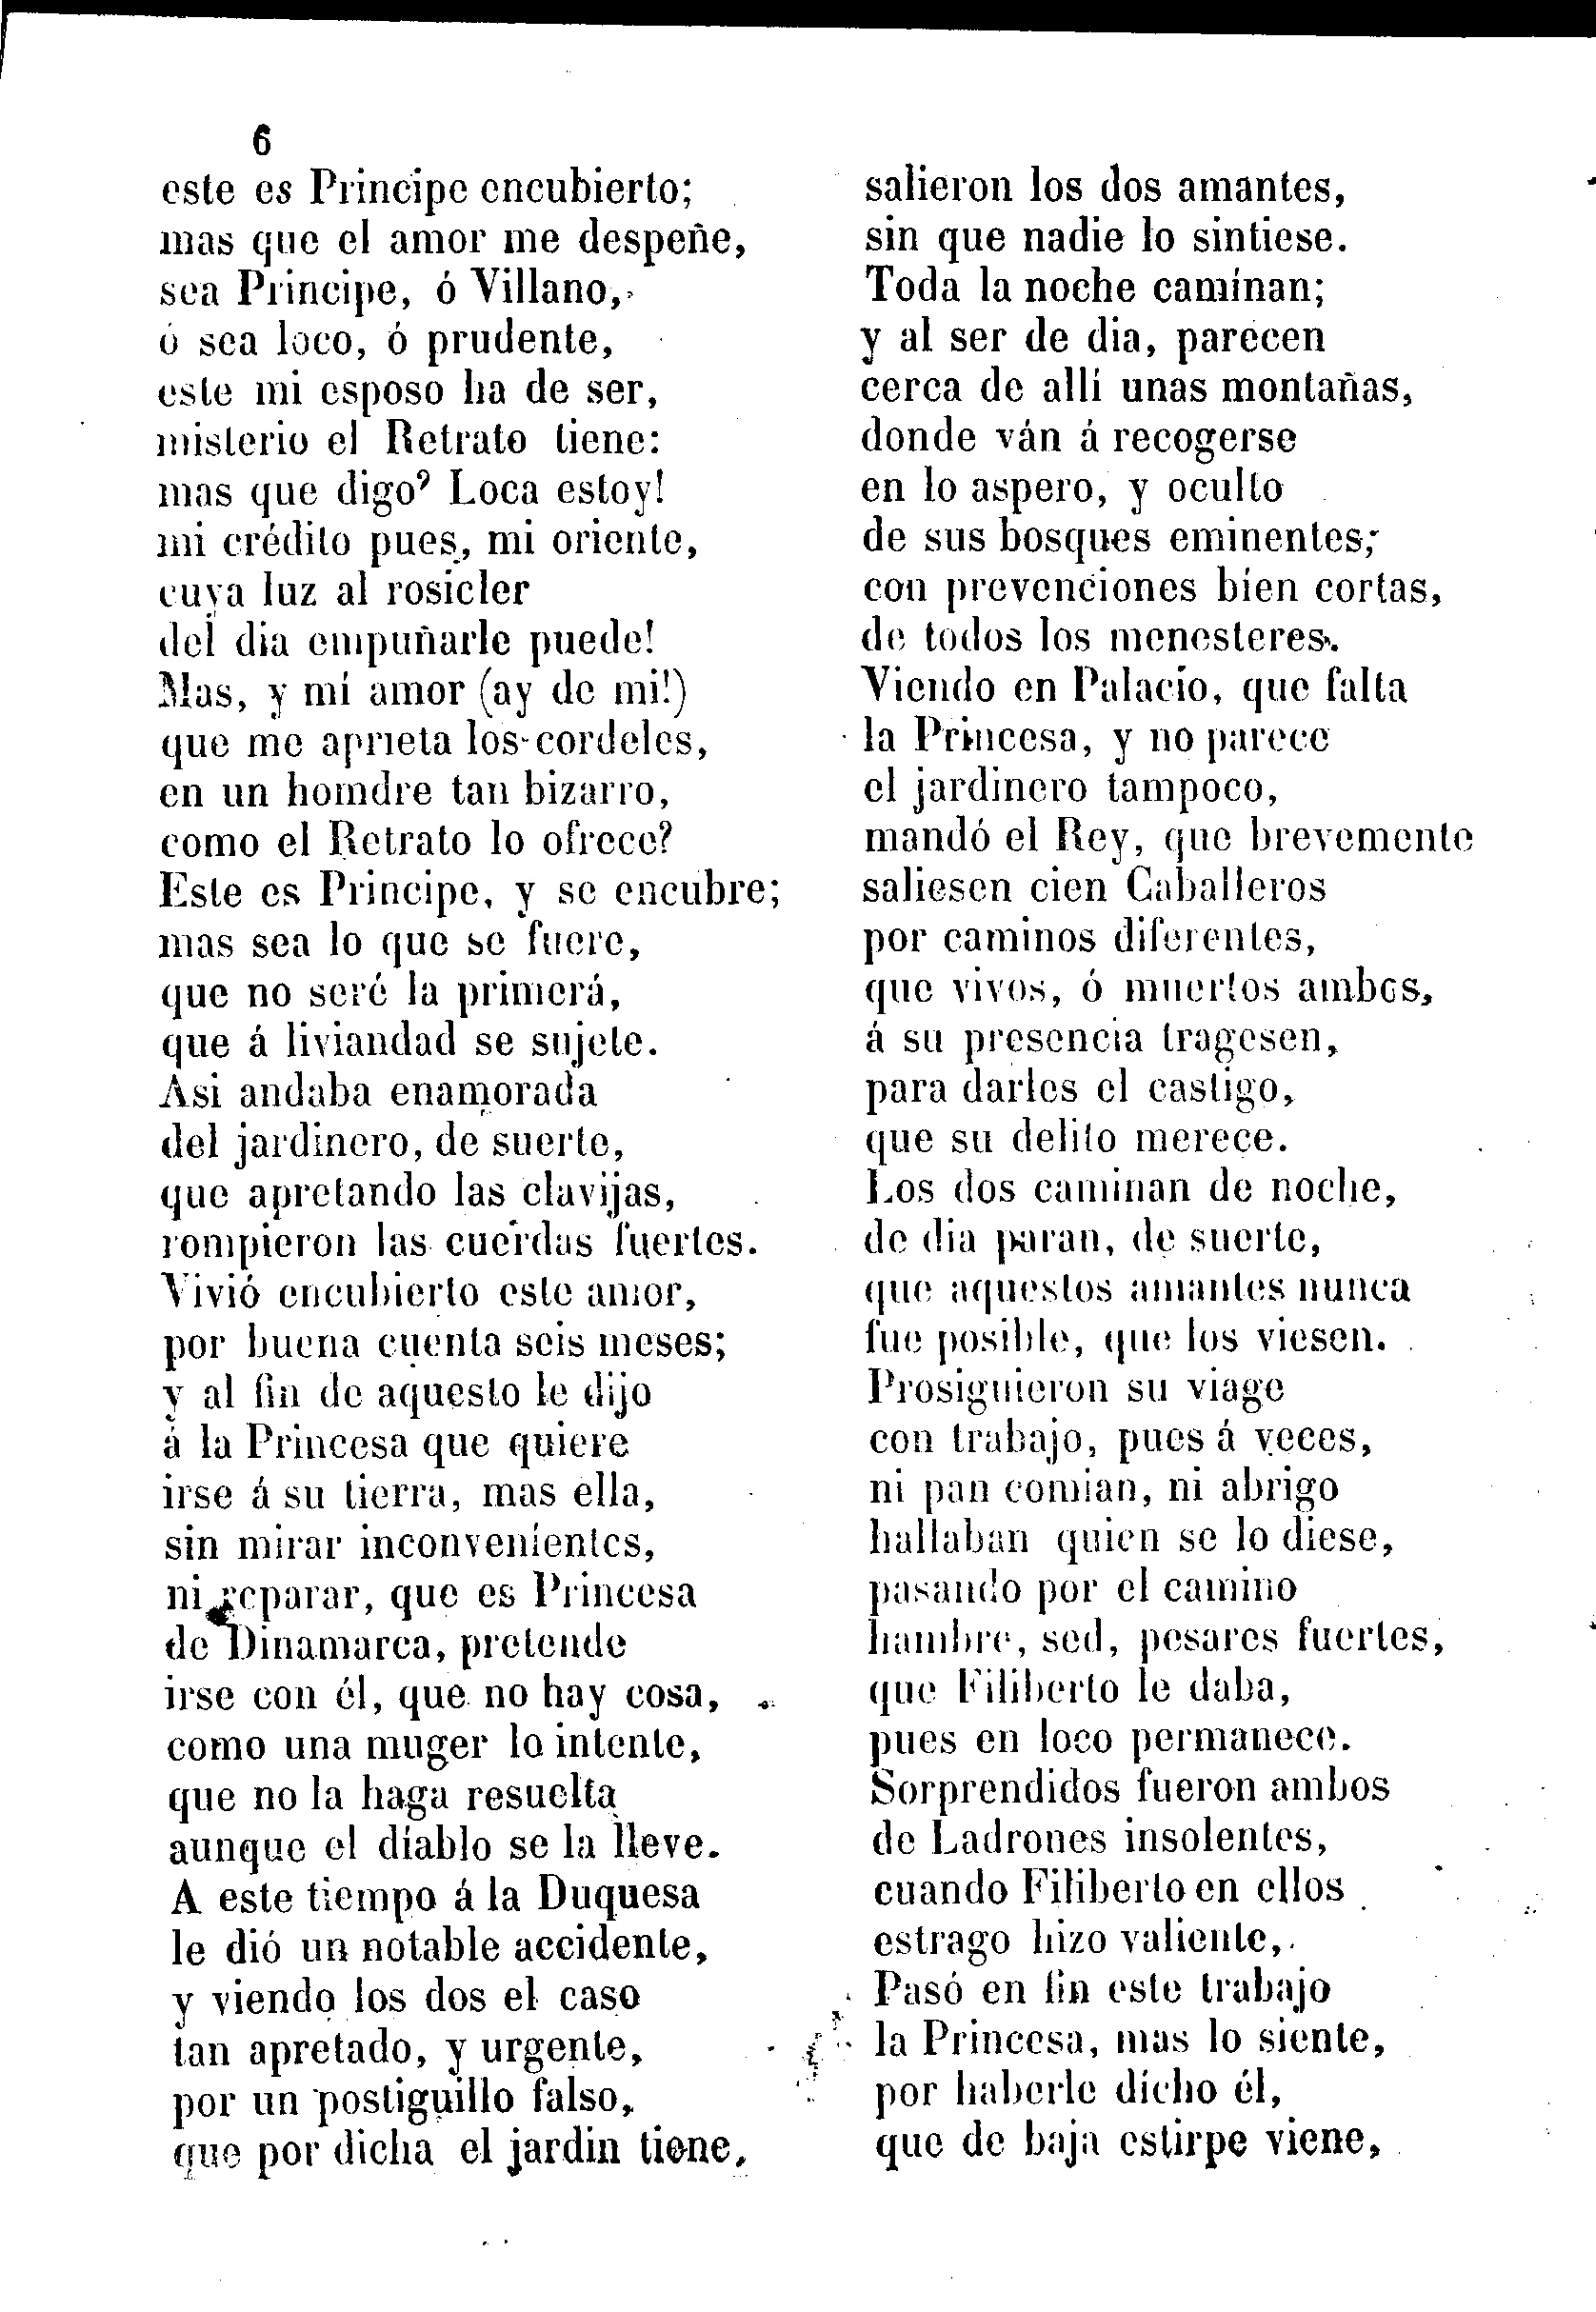 6
este es Principe encubierto;
mas que el amor me despeñe,
sea Principe, ó Villano,
ó sea loco, ó prudente,
este mi esposo ha de ser,
misterio el Retrato tiene:
mas que digo? Loca estoy!
mi crédito pues, mi oriente,
cuya luz al rosicler
del dia empuñarle puede!
Mas, y mí amor (ay de mi!)
que me aprieta los cordeles,
en un homdre tan bizarro,
como el Retrato lo ofrece?
Este es Principe, y se encubre;
mas sea lo que se fuere,
que no seré la primerá,
que á liviandad se sujete.
Asi andaba enamorada
del jardinero, de suerte,
que apretando las clavijas,
rompieron las cuerdas fuertes.
Vivió encubierto este amor,
por buena cuenta seis meses;
y al fin de aquesto le dijo
á la Princesa que quiere
irse á su tierra, mas ella,
sin mirar inconveníentes,
ni reparar, que es Princesa
de Dinamarca, pretende
irse con él, que no hay cosa,
como una muger lo intente,
que no la haga resuelta
aunque el díablo se la lleve.
A este tiempo á la Duquesa
le dió un notable accidente,
y viendo los dos el caso
tan apretado, y urgente,
por un postiguillo falso,
que por dicha el jardin tiene,
salieron los dos amantes,
sin que nadie lo sintiese.
Toda la noche camínan;
y al ser de dia, parecen
cerca de allí unas montañas,
donde ván á recogerse
en lo aspero, y oculto
de sus bosques eminentes;
con prevenciones bien cortas,
de todos los menesteres.
Viendo en Palacio, que falta
la Princesa, y no parece
el jardinero tampoco,
mandó el Rey, que brevemente
saliesen cien Caballeros
por caminos diferentes,
que vivos, ó muertos ambos,
á su presencia tragesen,
para darles el castigo,
que su delito merece.
Los dos caminan de noche,
de dia paran, de suerte,
que aquestos amantes nunca
fue posible, que los viesen.
Prosiguieron su viage
con trabajo, pues á veces,
ni pan comian, ni abrigo
hallaban quien se lo diese,
pasando por el camino
hambre, sed, pesares fuertes,
que Filiberto le daba,
pues en loco permanece.
Sorprendidos fueron ambos
de Ladrones insolentes,
cuando Filiberto en ellos
estrago hizo valiente,
Pasó en fin este trabajo
la Princesa, mas lo siente,
por haberle dícho él,
que de baja estirpe viene,